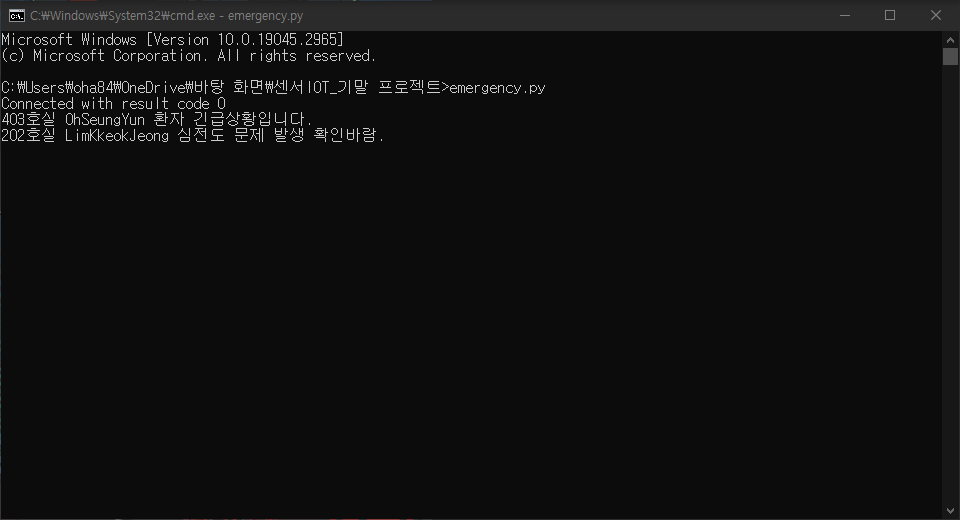 C:₩Windows₩System32₩cmd.exe - emergency.py
Microsoft Windows [Version 10.0.19045.2965]
(c) Microsoft Corporation. All rights reserved.
C:₩Users₩oha84₩OneDrive₩바탕 화면₩센서IOT_기말 프로젝트>emergency.py
Connected with result code 0
403호실 OhSeungYun 환자 긴급상황입니다.
202호실 LimKkeokJeong 심전도 문제 발생 확인바람.